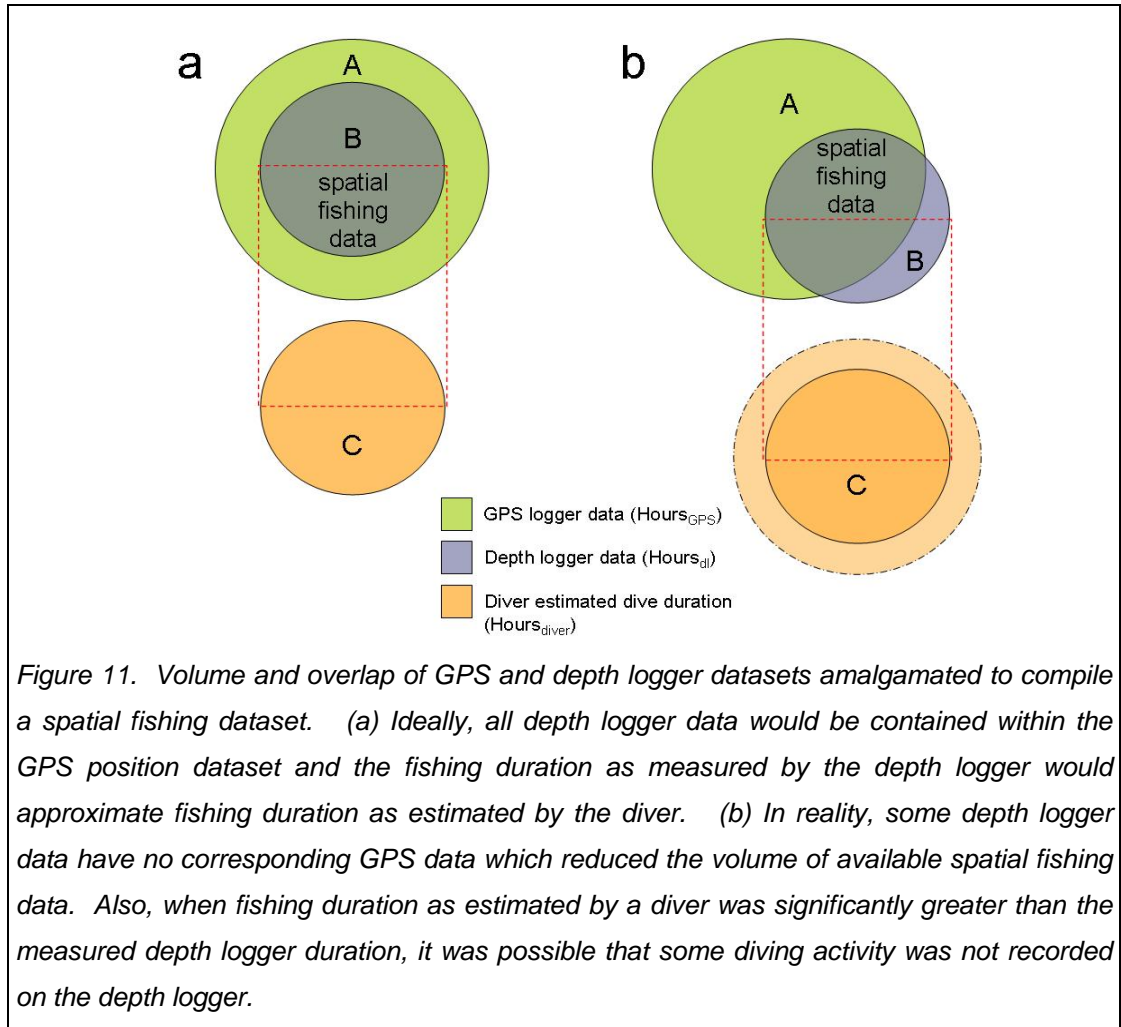 a
A
B
spatial
fishing
data
C
b
A
spatial
fishing
data
B
C
GPS logger data (Hours_GPS)
Depth logger data (Hours_dl)
Diver estimated dive duration
(Hours_diver)
Figure 11. Volume and overlap of GPS and depth logger datasets amalgamated to compile
a spatial fishing dataset. (a) Ideally, all depth logger data would be contained within the
GPS position dataset and the fishing duration as measured by the depth logger would
approximate fishing duration as estimated by the diver. (b) In reality, some depth logger
data have no corresponding GPS data which reduced the volume of available spatial fishing
data. Also, when fishing duration as estimated by a diver was significantly greater than the
measured depth logger duration, it was possible that some diving activity was not recorded
on the depth logger.